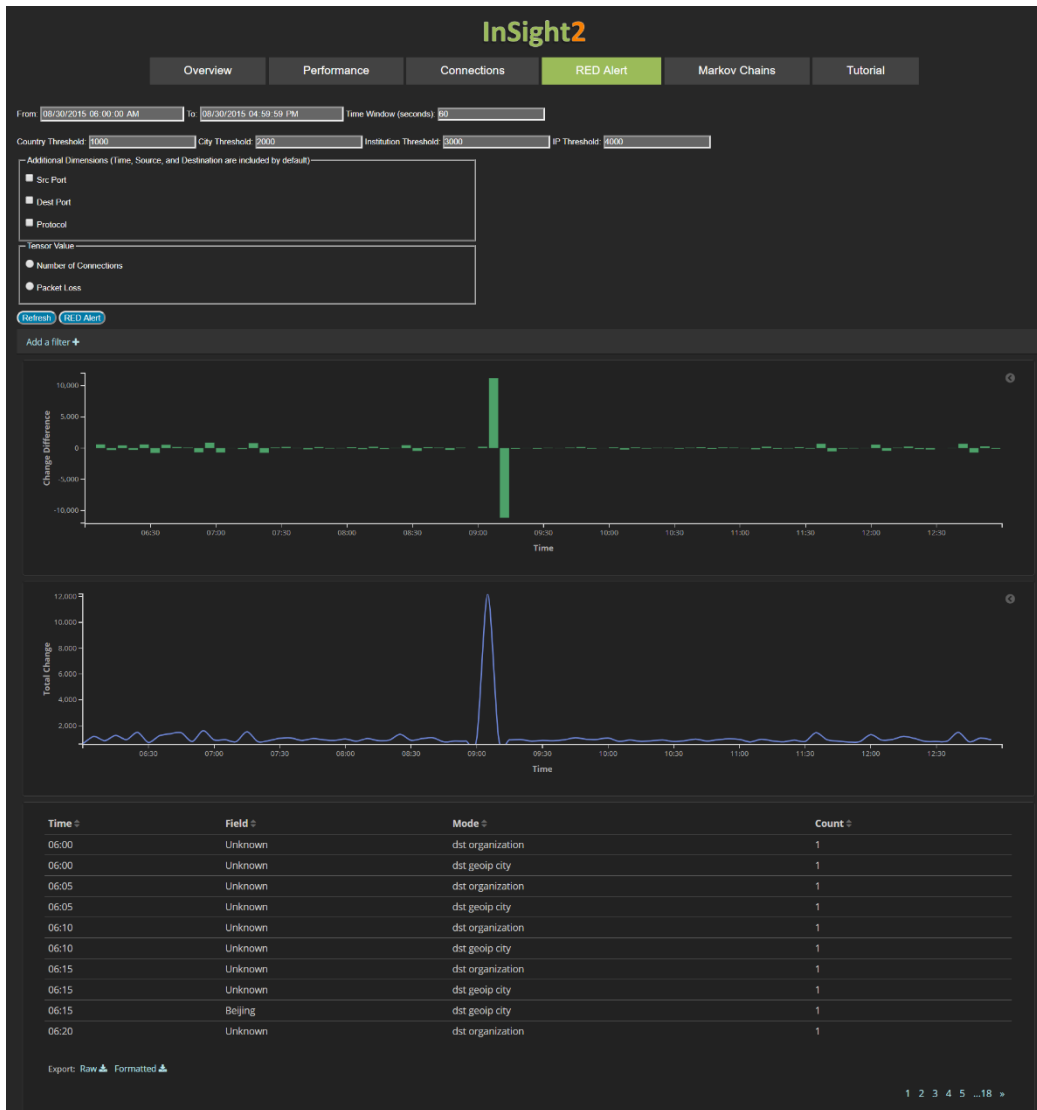 InSight2
Overview Performance Connections RED Alert Markov Chains Tutorial
From: 08/30/2015 06:00:00 AM To: 08/30/2015 04:59:59 PM Time Window (seconds): 60
Country Threshold: 1000 City Threshold: 2000 Institution Threshold: 3000 IP Threshold: 4000
Additional Dimensions (Time, Source, and Destination are included by default)
Src Port
Dest Port
Protocol
Tensor Value
Number of Connections
Packet Loss
Refresh RED Alert
Add a filter +
10,000
5,000
0
-5,000
-10,000
Change Difference
06:30 07:00 07:30 08:00 08:30 09:00 09:30 10:00 10:30 11:00 11:30 12:00 12:30
Time
12,000
10,000
8,000
6,000
4,000
2,000
Total Change
06:30 07:00 07:30 08:00 08:30 09:00 09:30 10:00 10:30 11:00 11:30 12:00 12:30
Time
Time Field Mode Count
06:00 Unknown dst organization 1
06:00 Unknown dst geoip city 1
06:05 Unknown dst organization 1
06:05 Unknown dst geoip city 1
06:10 Unknown dst organization 1
06:10 Unknown dst geoip city 1
06:15 Unknown dst organization 1
06:15 Unknown dst geoip city 1
06:15 Beijing dst geoip city 1
06:20 Unknown dst organization 1
Export: Raw Formatted
1 2 3 4 5 ...18 »